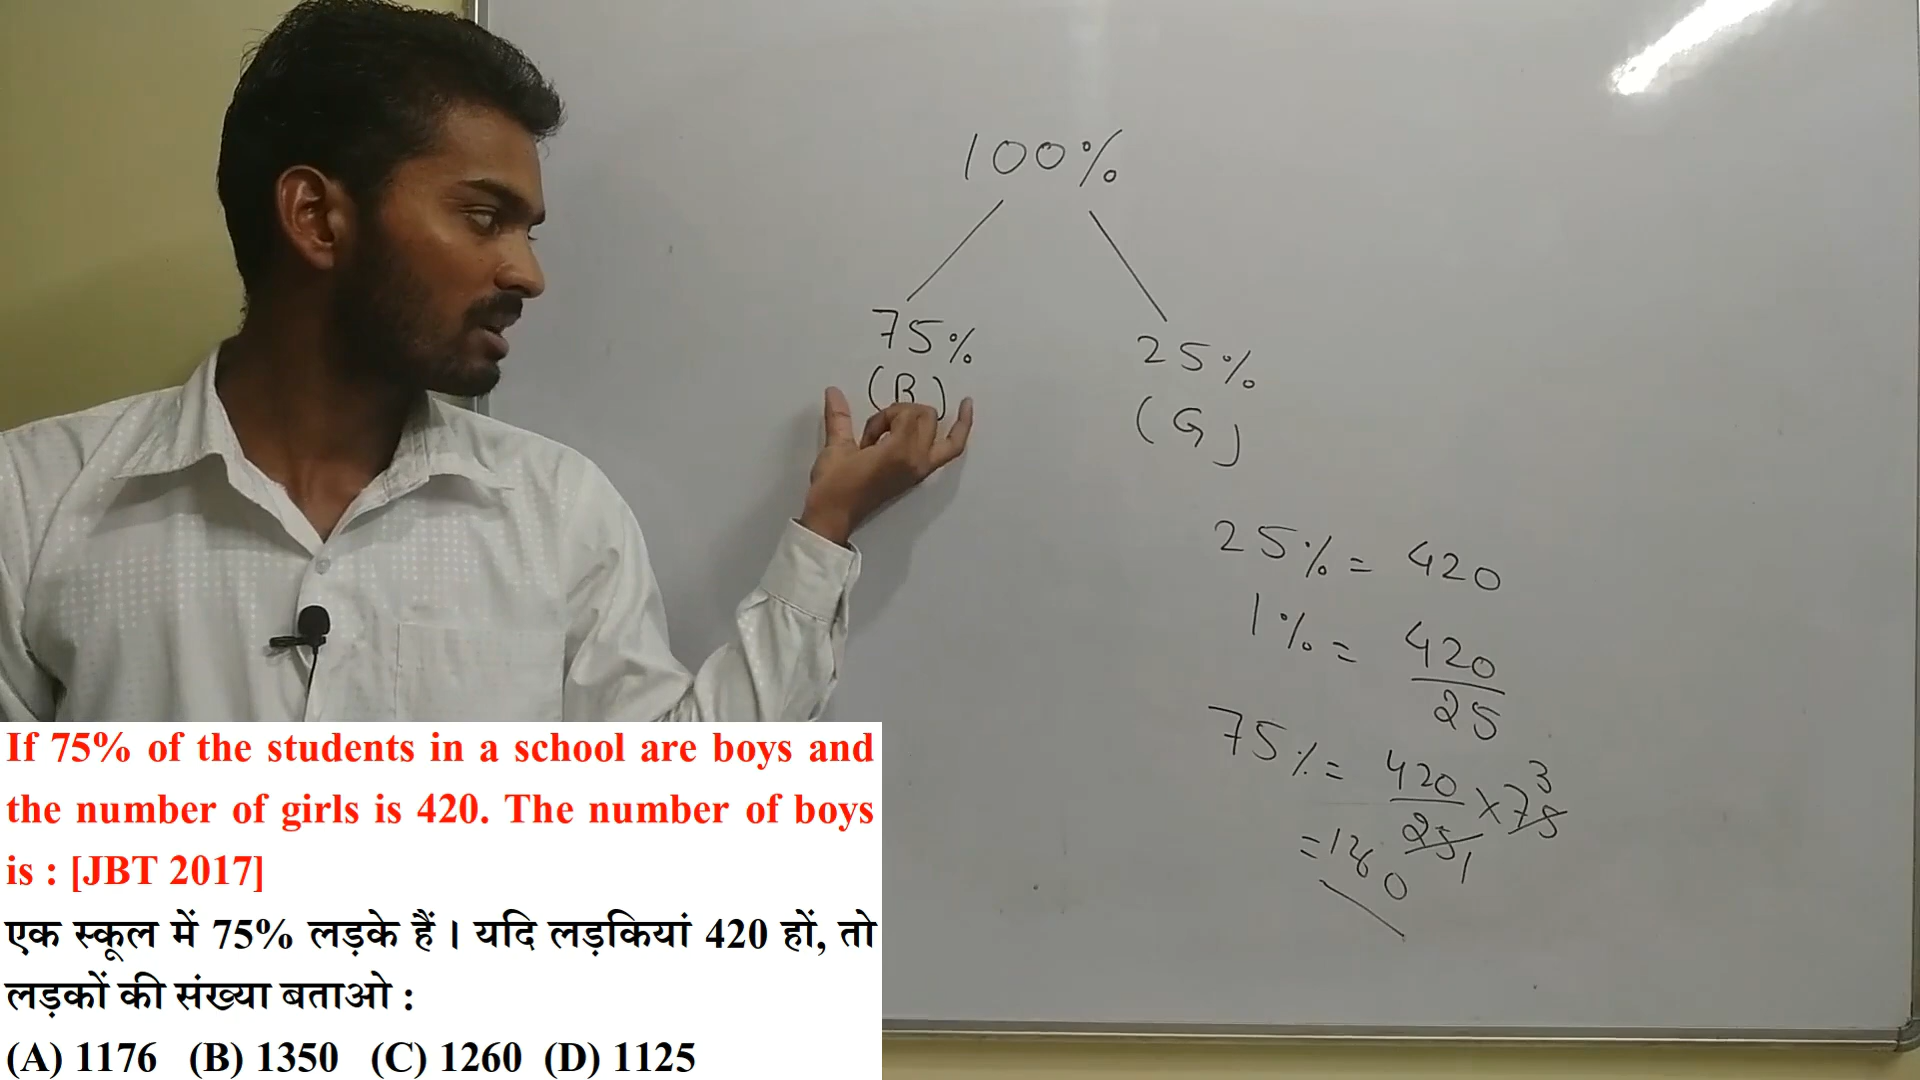 100%
75% 25%
(B) (G)
25% = 420
1% = 420/25
75% = 420/25 1 × 75 3
= 1260
If 75% of the students in a school are boys and
the number of girls is 420. The number of boys
is : [JBT 2017]
एक स्कूल में 75% लड़के हैं। यदि लड़कियां 420 हों, तो
लड़कों की संख्या बताओ :
(A) 1176 (B) 1350 (C) 1260 (D) 1125